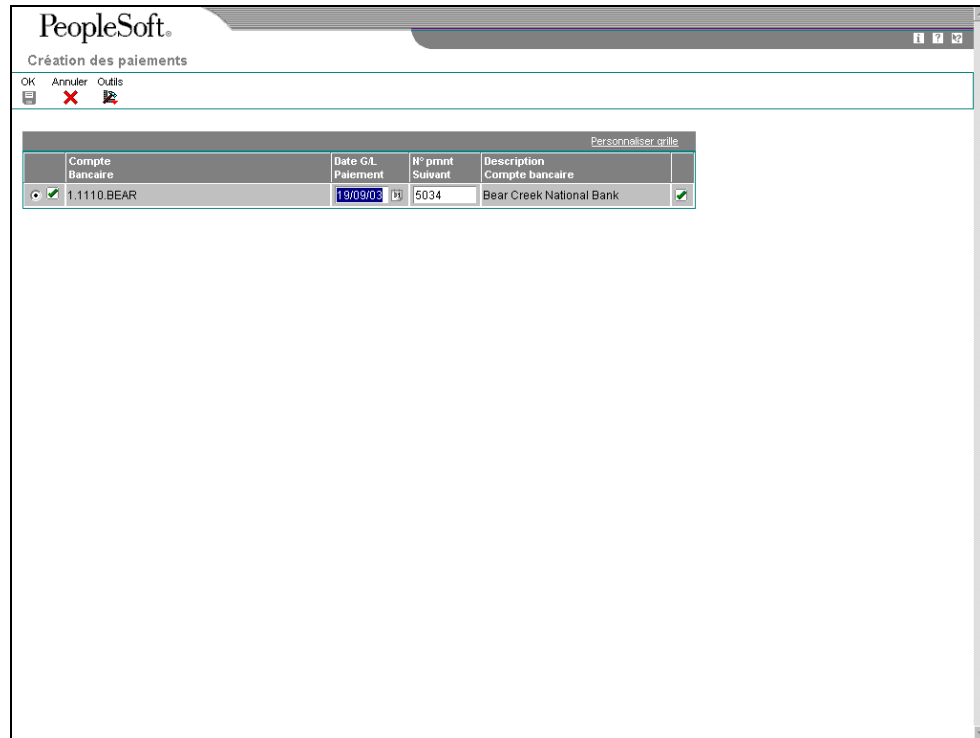 PeopleSoft®
Création des paiements
OK Annuler Outils
Personnaliser grille
Compte Bancaire
Date G/L Paiement
N° pmnt Suivant
Description Compte bancaire
1.1110.BEAR 19/09/03 5034 Bear Creek National Bank